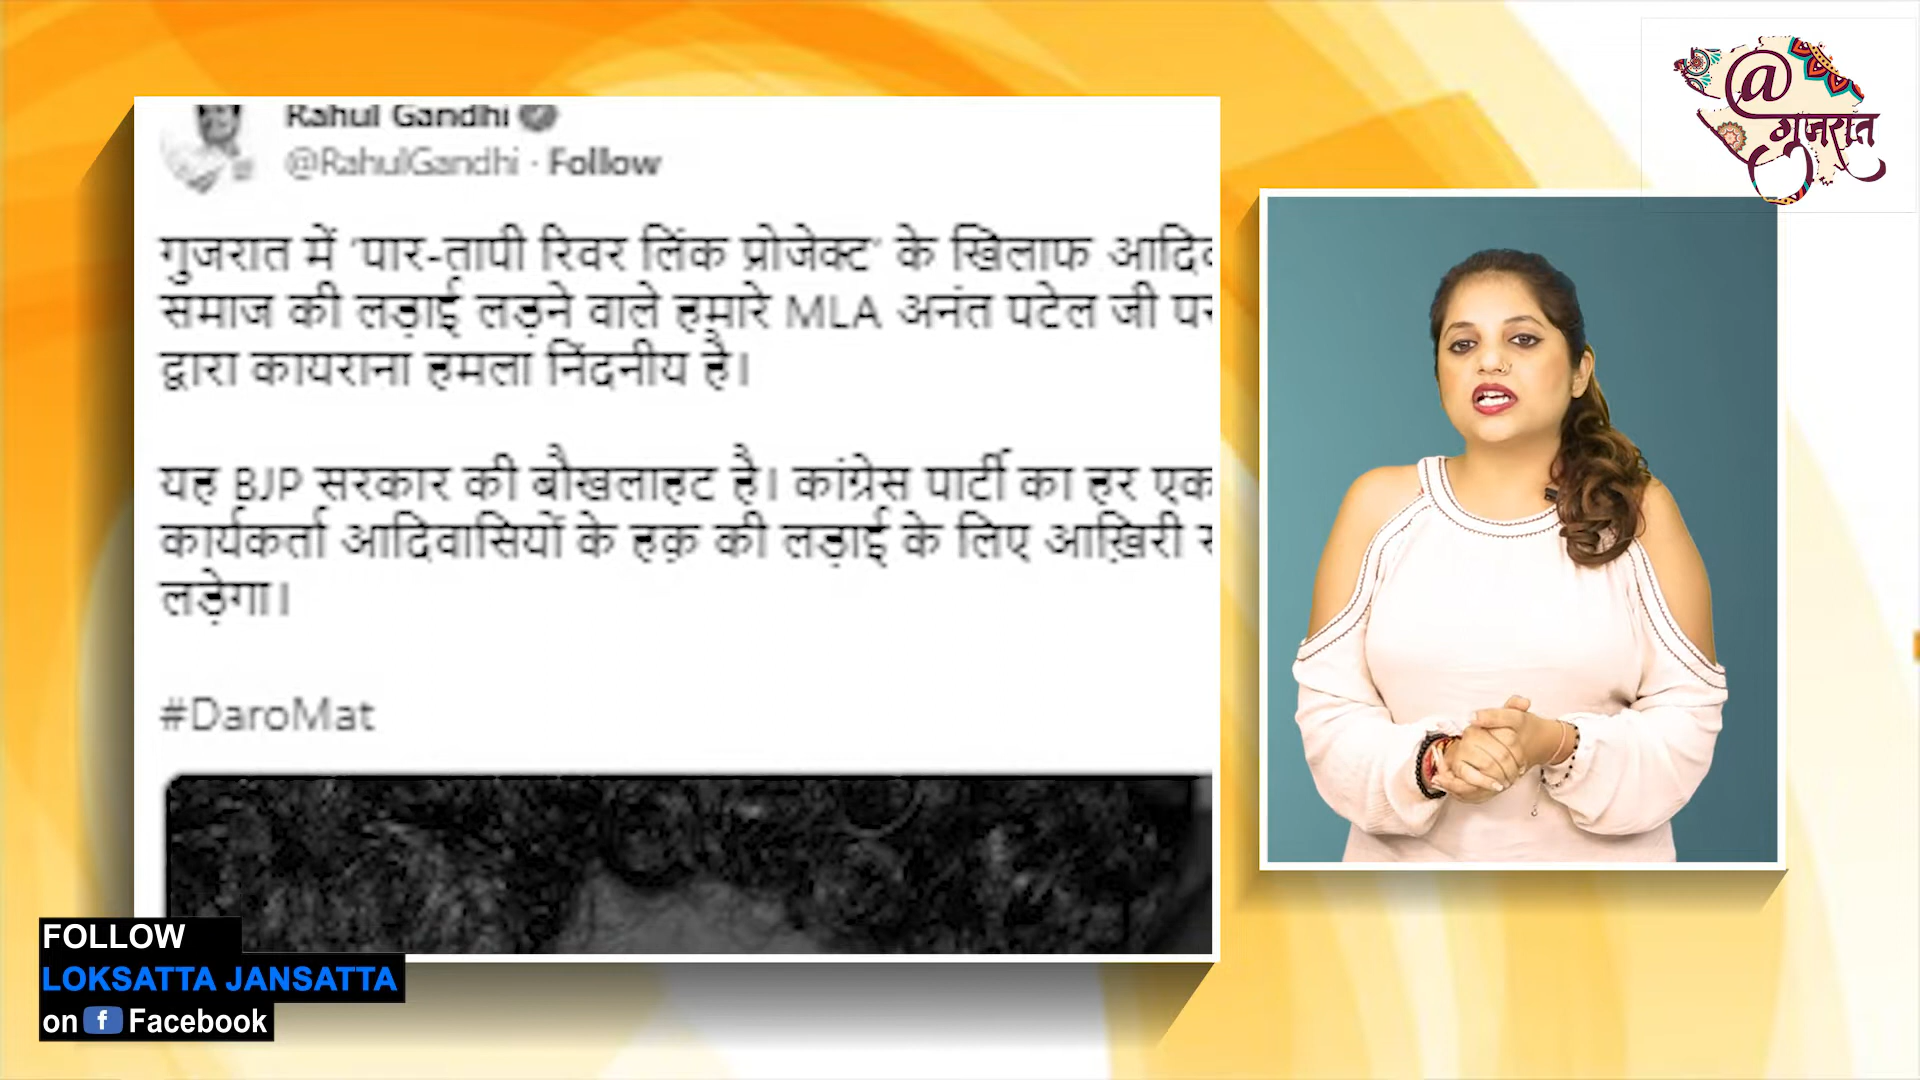 Rahul Gandhi
@RahulGandhi · Follow
गुजरात में 'पार-तापी रिवर लिंक प्रोजेक्ट' के खिलाफ
समाज की लड़ाई लड़ने वाले हमारे MLA अनंत पटेल जी
द्वारा कायराना हमला निंदनीय है।
यह BJP सरकार की बौखलाहट है। कांग्रेस पार्टी का हर एक
कार्यकर्ता आदिवासियों के हक़ की लड़ाई के लिए आख़िरी
लड़ेगा।
#DaroMat
@गुजरात
FOLLOW
LOKSATTA JANSATTA
on f Facebook